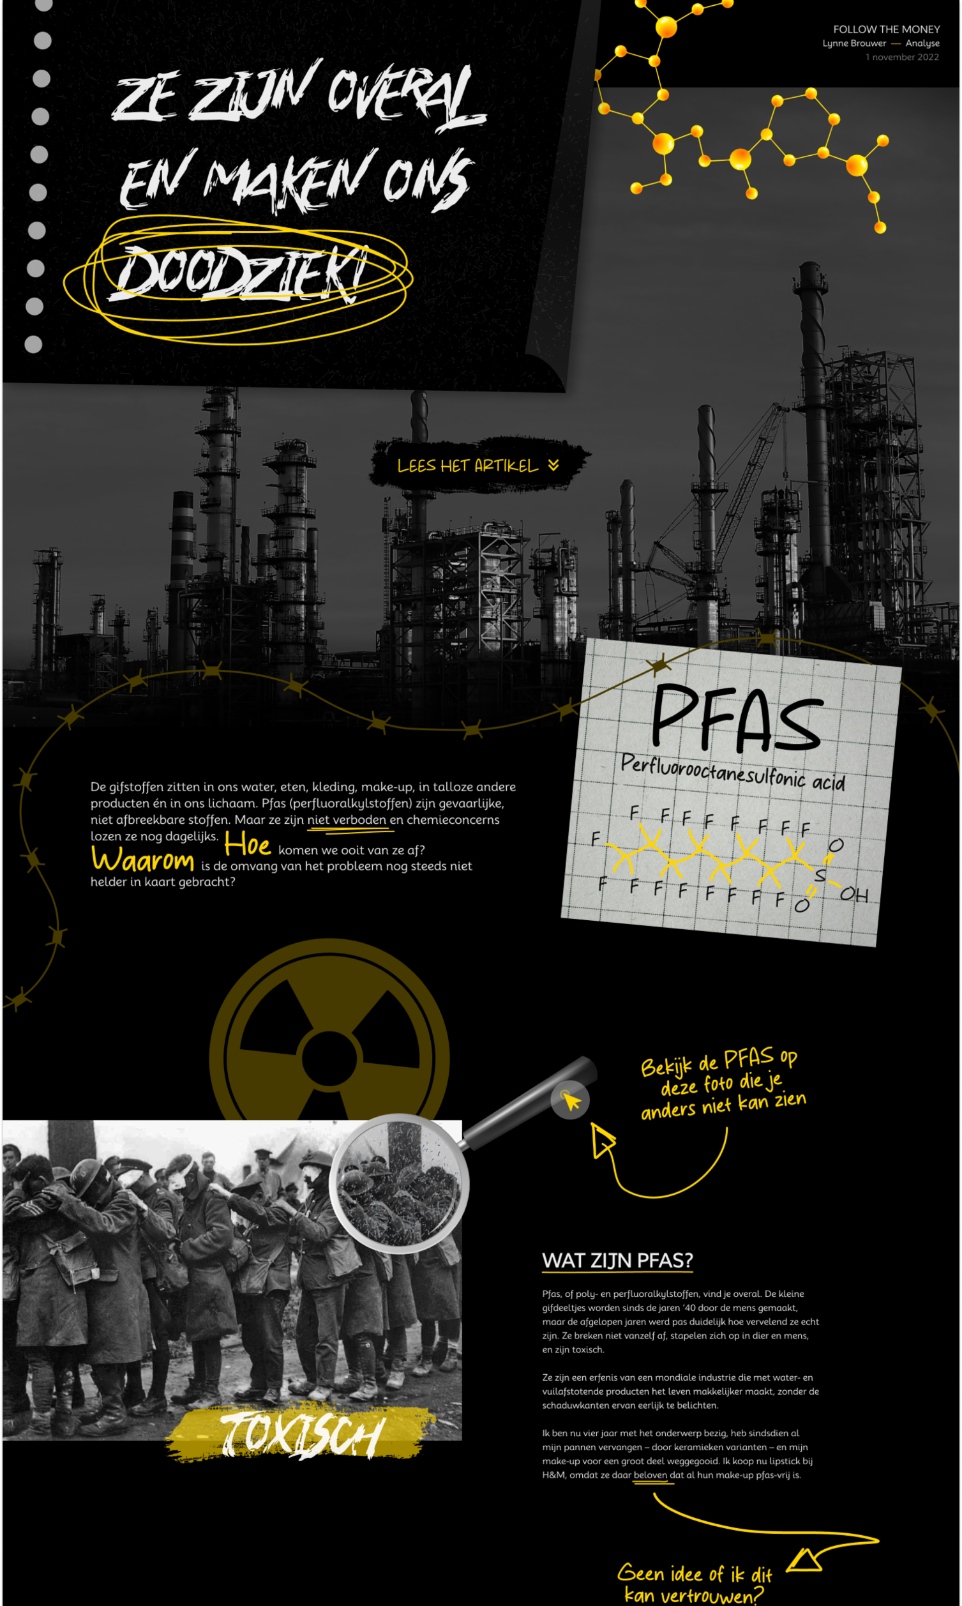 FOLLOW THE MONEY
Lynne Brouwer — Analyse
1 november 2022
ZE ZIJN OVERAL
EN MAKEN ONS
DOODZIEK!
LEES HET ARTIKEL
PFAS
Perfluorooctanesulfonic acid
F F F F F F F F
F O
S
F F F F F F F F O OH
De gifstoffen zitten in ons water, eten, kleding, make-up, in talloze andere
producten én in ons lichaam. Pfas (perfluoralkylstoffen) zijn gevaarlijke,
niet afbreekbare stoffen. Maar ze zijn niet verboden en chemieconcerns
lozen ze nog dagelijks. Hoe komen we ooit van ze af?
Waarom is de omvang van het probleem nog steeds niet
helder in kaart gebracht?
Bekijk de PFAS op
deze foto die je
anders niet kan zien
TOXISCH
WAT ZIJN PFAS?
Pfas, of poly- en perfluoralkylstoffen, vind je overal. De kleine
gifdeeltjes worden sinds de jaren '40 door de mens gemaakt,
maar de afgelopen jaren werd pas duidelijk hoe vervelend ze echt
zijn. Ze breken niet vanzelf af, stapelen zich op in dier en mens,
en zijn toxisch.
Ze zijn een erfenis van een mondiale industrie die met water- en
vuilafstotende producten het leven makkelijker maakt, zonder de
schaduwkanten ervan eerlijk te belichten.
Ik ben nu vier jaar met het onderwerp bezig, heb sindsdien al
mijn pannen vervangen – door keramieken varianten – en mijn
make-up voor een groot deel weggegooid. Ik koop nu lipstick bij
H&M, omdat ze daar beloven dat al hun make-up pfas-vrij is.
Geen idee of ik dit
kan vertrouwen?